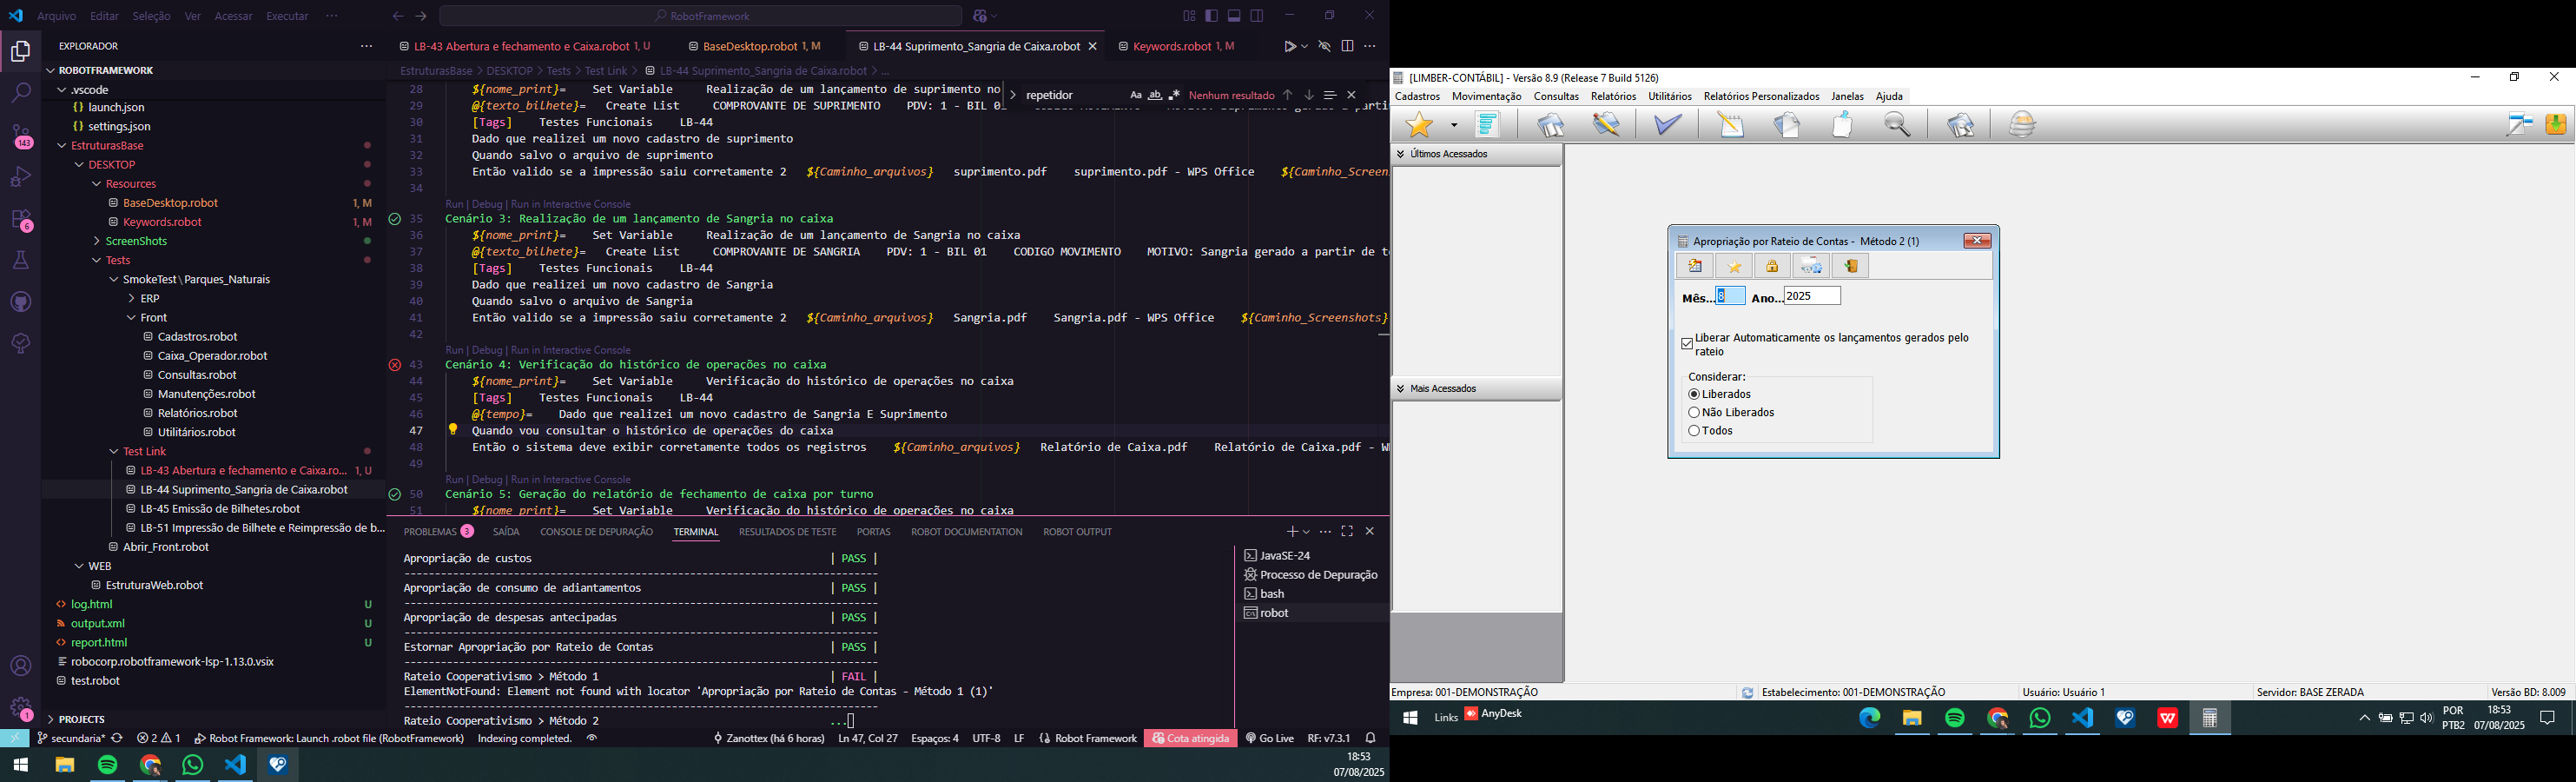 Arquivo Editar Seleção Ver Acessar Executar ···
RobotFramework
EXPLORADOR
ROBOTFRAMEWORK
.vscode
launch.json
settings.json
EstruturasBase
DESKTOP
Resources
BaseDesktop.robot 1, M
Keywords.robot 1, M
ScreenShots
Tests
SmokeTest\Parques_Naturais
ERP
Front
Cadastros.robot
Caixa_Operador.robot
Consultas.robot
Manutenções.robot
Relatórios.robot
Utilitários.robot
Test Link
LB-43 Abertura e fechamento e Caixa.ro... 1, U
LB-44 Suprimento_Sangria de Caixa.robot
LB-45 Emissão de Bilhetes.robot
LB-51 Impressão de Bilhete e Reimpressão de b...
Abrir_Front.robot
WEB
EstruturaWeb.robot
log.html U
output.xml U
report.html U
robocorp.robotframework-lsp-1.13.0.vsix
test.robot
PROJECTS
143
6
1
LB-43 Abertura e fechamento e Caixa.robot 1, U
BaseDesktop.robot 1, M
LB-44 Suprimento_Sangria de Caixa.robot
Keywords.robot 1, M
EstruturasBase > DESKTOP > Tests > Test Link > LB-44 Suprimento_Sangria de Caixa.robot > ...
repetidor Aa ab Nenhum resultado
28 ${nome_print}= Set Variable Realização de um lançamento de suprimento no
29 @{texto_bilhete}= Create List COMPROVANTE DE SUPRIMENTO PDV: 1 - BIL 01
30 [Tags] Testes Funcionais LB-44
31 Dado que realizei um novo cadastro de suprimento
32 Quando salvo o arquivo de suprimento
33 Então valido se a impressão saiu corretamente 2 ${Caminho_arquivos} suprimento.pdf suprimento.pdf - WPS Office ${Caminho_Screen
34
Run | Debug | Run in Interactive Console
35 Cenário 3: Realização de um lançamento de Sangria no caixa
36 ${nome_print}= Set Variable Realização de um lançamento de Sangria no caixa
37 @{texto_bilhete}= Create List COMPROVANTE DE SANGRIA PDV: 1 - BIL 01 CODIGO MOVIMENTO MOTIVO: Sangria gerado a partir de t
38 [Tags] Testes Funcionais LB-44
39 Dado que realizei um novo cadastro de Sangria
40 Quando salvo o arquivo de Sangria
41 Então valido se a impressão saiu corretamente 2 ${Caminho_arquivos} Sangria.pdf Sangria.pdf - WPS Office ${Caminho_Screenshots}
42
Run | Debug | Run in Interactive Console
43 Cenário 4: Verificação do histórico de operações no caixa
44 ${nome_print}= Set Variable Verificação do histórico de operações no caixa
45 [Tags] Testes Funcionais LB-44
46 @{tempo}= Dado que realizei um novo cadastro de Sangria E Suprimento
47 Quando vou consultar o histórico de operações do caixa
48 Então o sistema deve exibir corretamente todos os registros ${Caminho_arquivos} Relatório de Caixa.pdf Relatório de Caixa.pdf - W
49
Run | Debug | Run in Interactive Console
50 Cenário 5: Geração do relatório de fechamento de caixa por turno
51 ${nome_print}= Set Variable Verificação do histórico de operações no caixa
PROBLEMAS 3 SAÍDA CONSOLE DE DEPURAÇÃO TERMINAL RESULTADOS DE TESTE PORTAS ROBOT DOCUMENTATION ROBOT OUTPUT
Apropriação de custos | PASS |
Apropriação de consumo de adiantamentos | PASS |
Apropriação de despesas antecipadas | PASS |
Estornar Apropriação por Rateio de Contas | PASS |
Rateio Cooperativismo > Método 1 | FAIL |
ElementNotFound: Element not found with locator 'Apropriação por Rateio de Contas - Método 1 (1)'
Rateio Cooperativismo > Método 2 ...
JavaSE-24
Processo de Depuração
bash
robot
secundaria* 2 1 Robot Framework: Launch .robot file (RobotFramework) Indexing completed. Zanottex (há 6 horas) Ln 47, Col 27 Espaços: 4 UTF-8 LF Robot Framework Cota atingida Go Live RF: v7.3.1
18:53
07/08/2025
[LIMBER-CONTÁBIL] - Versão 8.9 (Release 7 Build 5126)
Cadastros Movimentação Consultas Relatórios Utilitários Relatórios Personalizados Janelas Ajuda
Últimos Acessados
Mais Acessados
Apropriação por Rateio de Contas - Método 2 (1)
Mês... 8 Ano... 2025
Liberar Automaticamente os lançamentos gerados pelo
rateio
Considerar:
Liberados
Não Liberados
Todos
Empresa: 001-DEMONSTRAÇÃO Estabelecimento: 001-DEMONSTRAÇÃO Usuário: Usuário 1 Servidor: BASE ZERADA Versão BD: 8.009
Links AnyDesk
POR
PTB2
18:53
07/08/2025